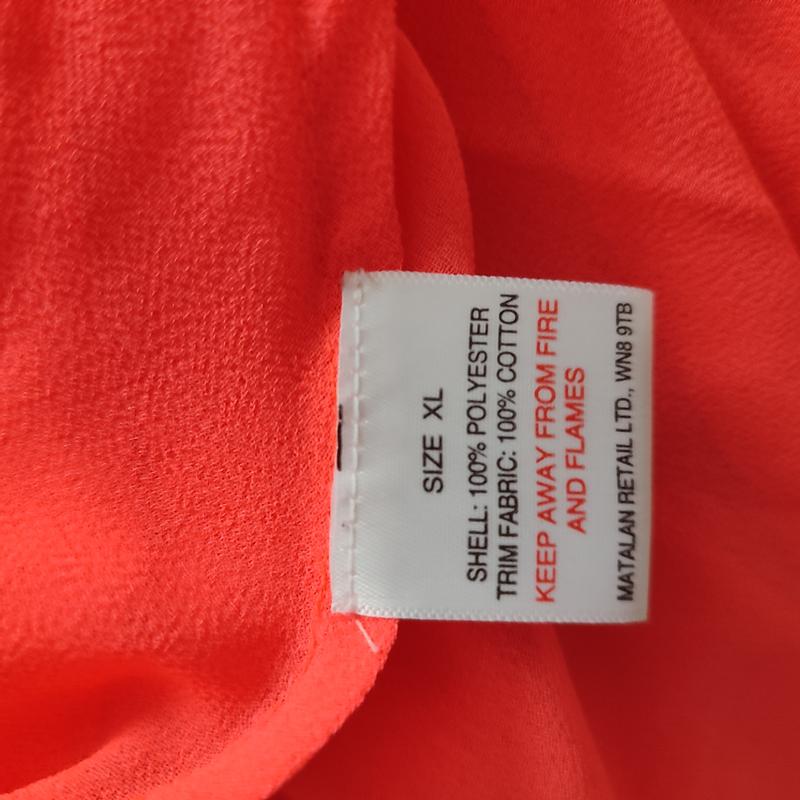 SIZE XL
SHELL: 100% POLYESTER
TRIM FABRIC: 100% COTTON
KEEP AWAY FROM FIRE
AND FLAMES
MATALAN RETAIL LTD., WN8 9TB